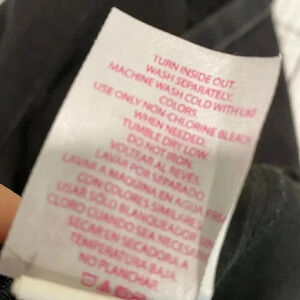 TURN INSIDE OUT.
WASH SEPARATELY.
MACHINE WASH COLD WITH LIKE
COLORS.
USE ONLY NON-CHLORINE BLEACH
WHEN NEEDED.
TUMBLE DRY LOW.
DO NOT IRON.
VOLTEAR AL REVES.
LAVAR POR SEPARADO.
LAVAR A MAQUINA EN AGUA FRIA
CON COLORES SIMILARES.
USAR SOLO BLANQUEADOR SIN
CLORO CUANDO SEA NECESARIO.
SECAR EN SECADORA A
TEMPERATURA BAJA.
NO PLANCHAR.